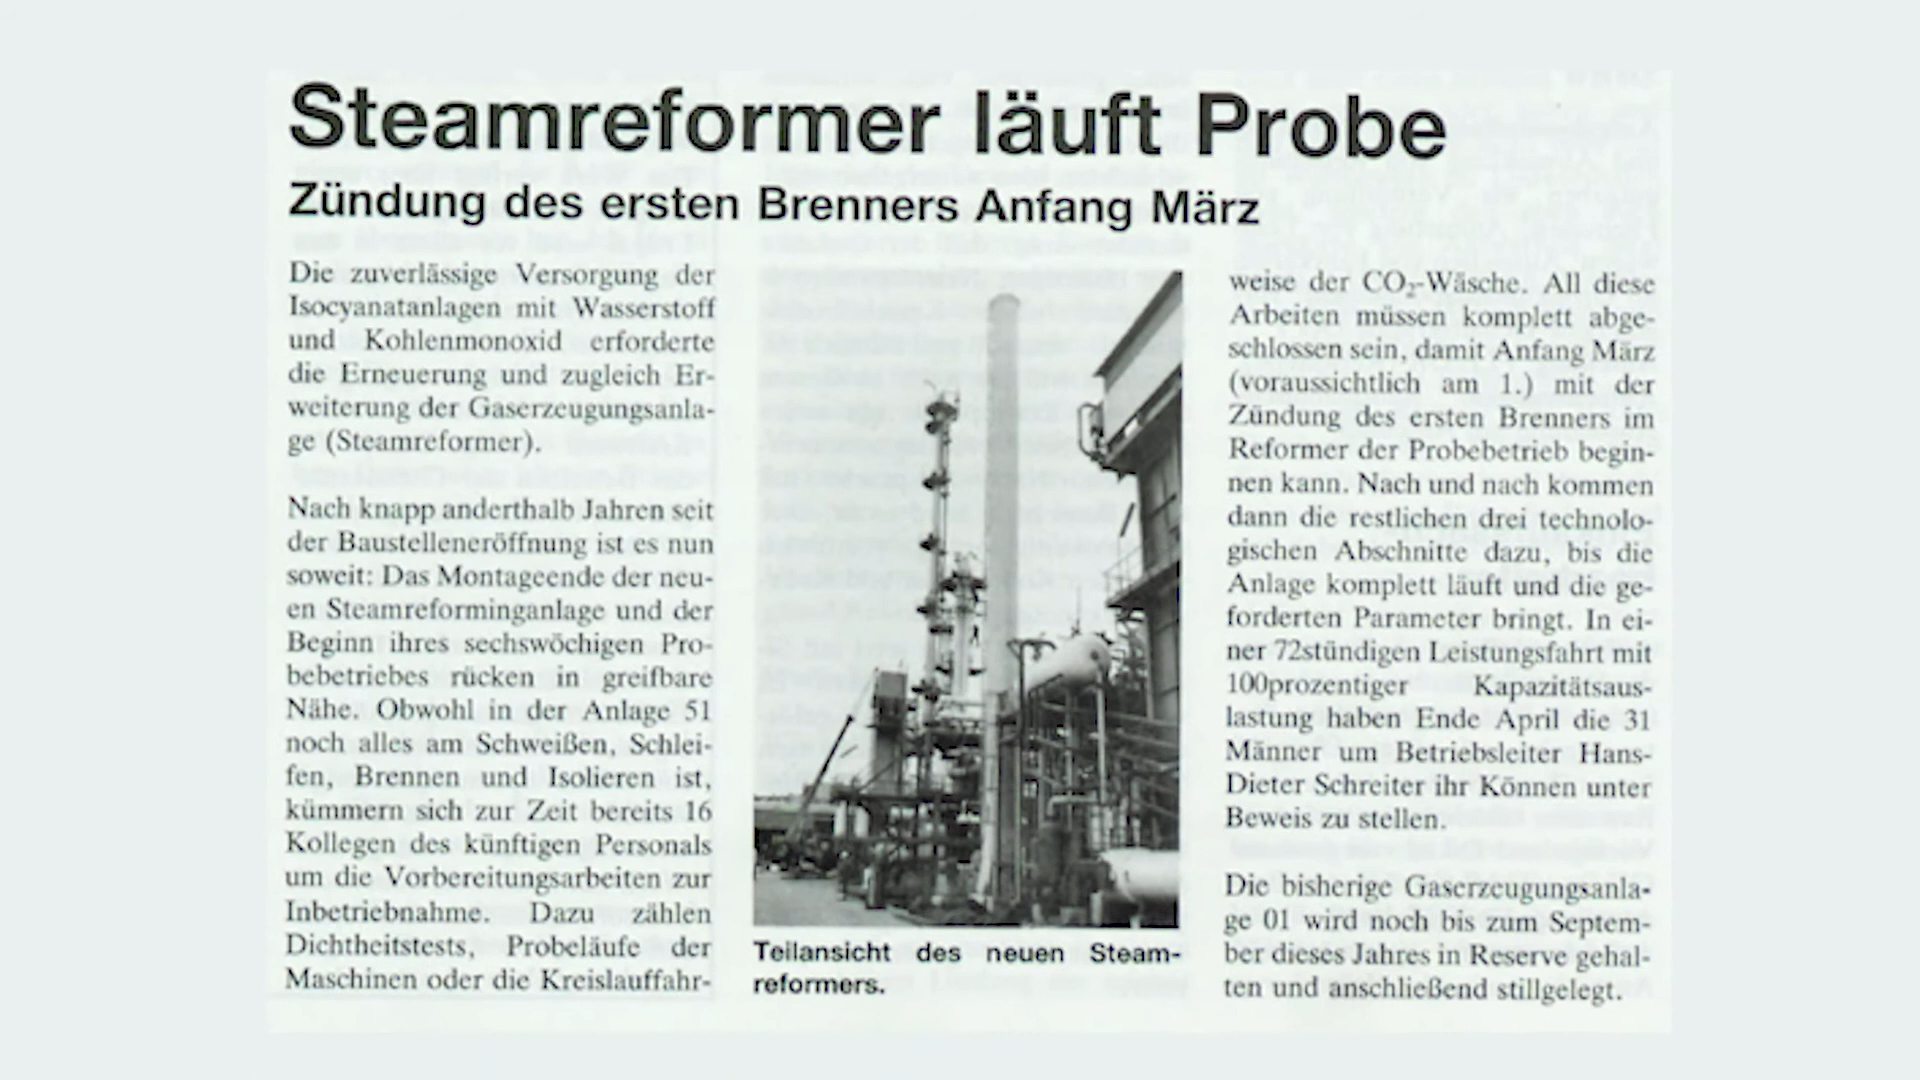 Steamreformer läuft Probe
Zündung des ersten Brenners Anfang März
Die zuverlässige Versorgung der
Isocyanatanlagen mit Wasserstoff
und Kohlenmonoxid erforderte
die Erneuerung und zugleich Er-
weiterung der Gaserzeugungsanla-
ge (Steamreformer).
Nach knapp anderthalb Jahren seit
der Baustelleneröffnung ist es nun
soweit: Das Montageende der neu-
en Steamreforminganlage und der
Beginn ihres sechswöchigen Pro-
bebetriebes rücken in greifbare
Nähe. Obwohl in der Anlage 51
noch alles am Schweißen, Schlei-
fen, Brennen und Isolieren ist,
kümmern sich zur Zeit bereits 16
Kollegen des künftigen Personals
um die Vorbereitungsarbeiten zur
Inbetriebnahme. Dazu zählen
Dichtheitstests, Probeläufe der
Maschinen oder die Kreislauffahr-
Teilansicht des neuen Steam-
reformers.
weise der CO₂-Wäsche. All diese
Arbeiten müssen komplett abge-
schlossen sein, damit Anfang März
(voraussichtlich am 1.) mit der
Zündung des ersten Brenners im
Reformer der Probebetrieb begin-
nen kann. Nach und nach kommen
dann die restlichen drei technolo-
gischen Abschnitte dazu, bis die
Anlage komplett läuft und die ge-
forderten Parameter bringt. In ei-
ner 72stündigen Leistungsfahrt mit
100prozentiger Kapazitätsaus-
lastung haben Ende April die 31
Männer um Betriebsleiter Hans-
Dieter Schreiter ihr Können unter
Beweis zu stellen.
Die bisherige Gaserzeugungsanla-
ge 01 wird noch bis zum Septem-
ber dieses Jahres in Reserve gehal-
ten und anschließend stillgelegt.